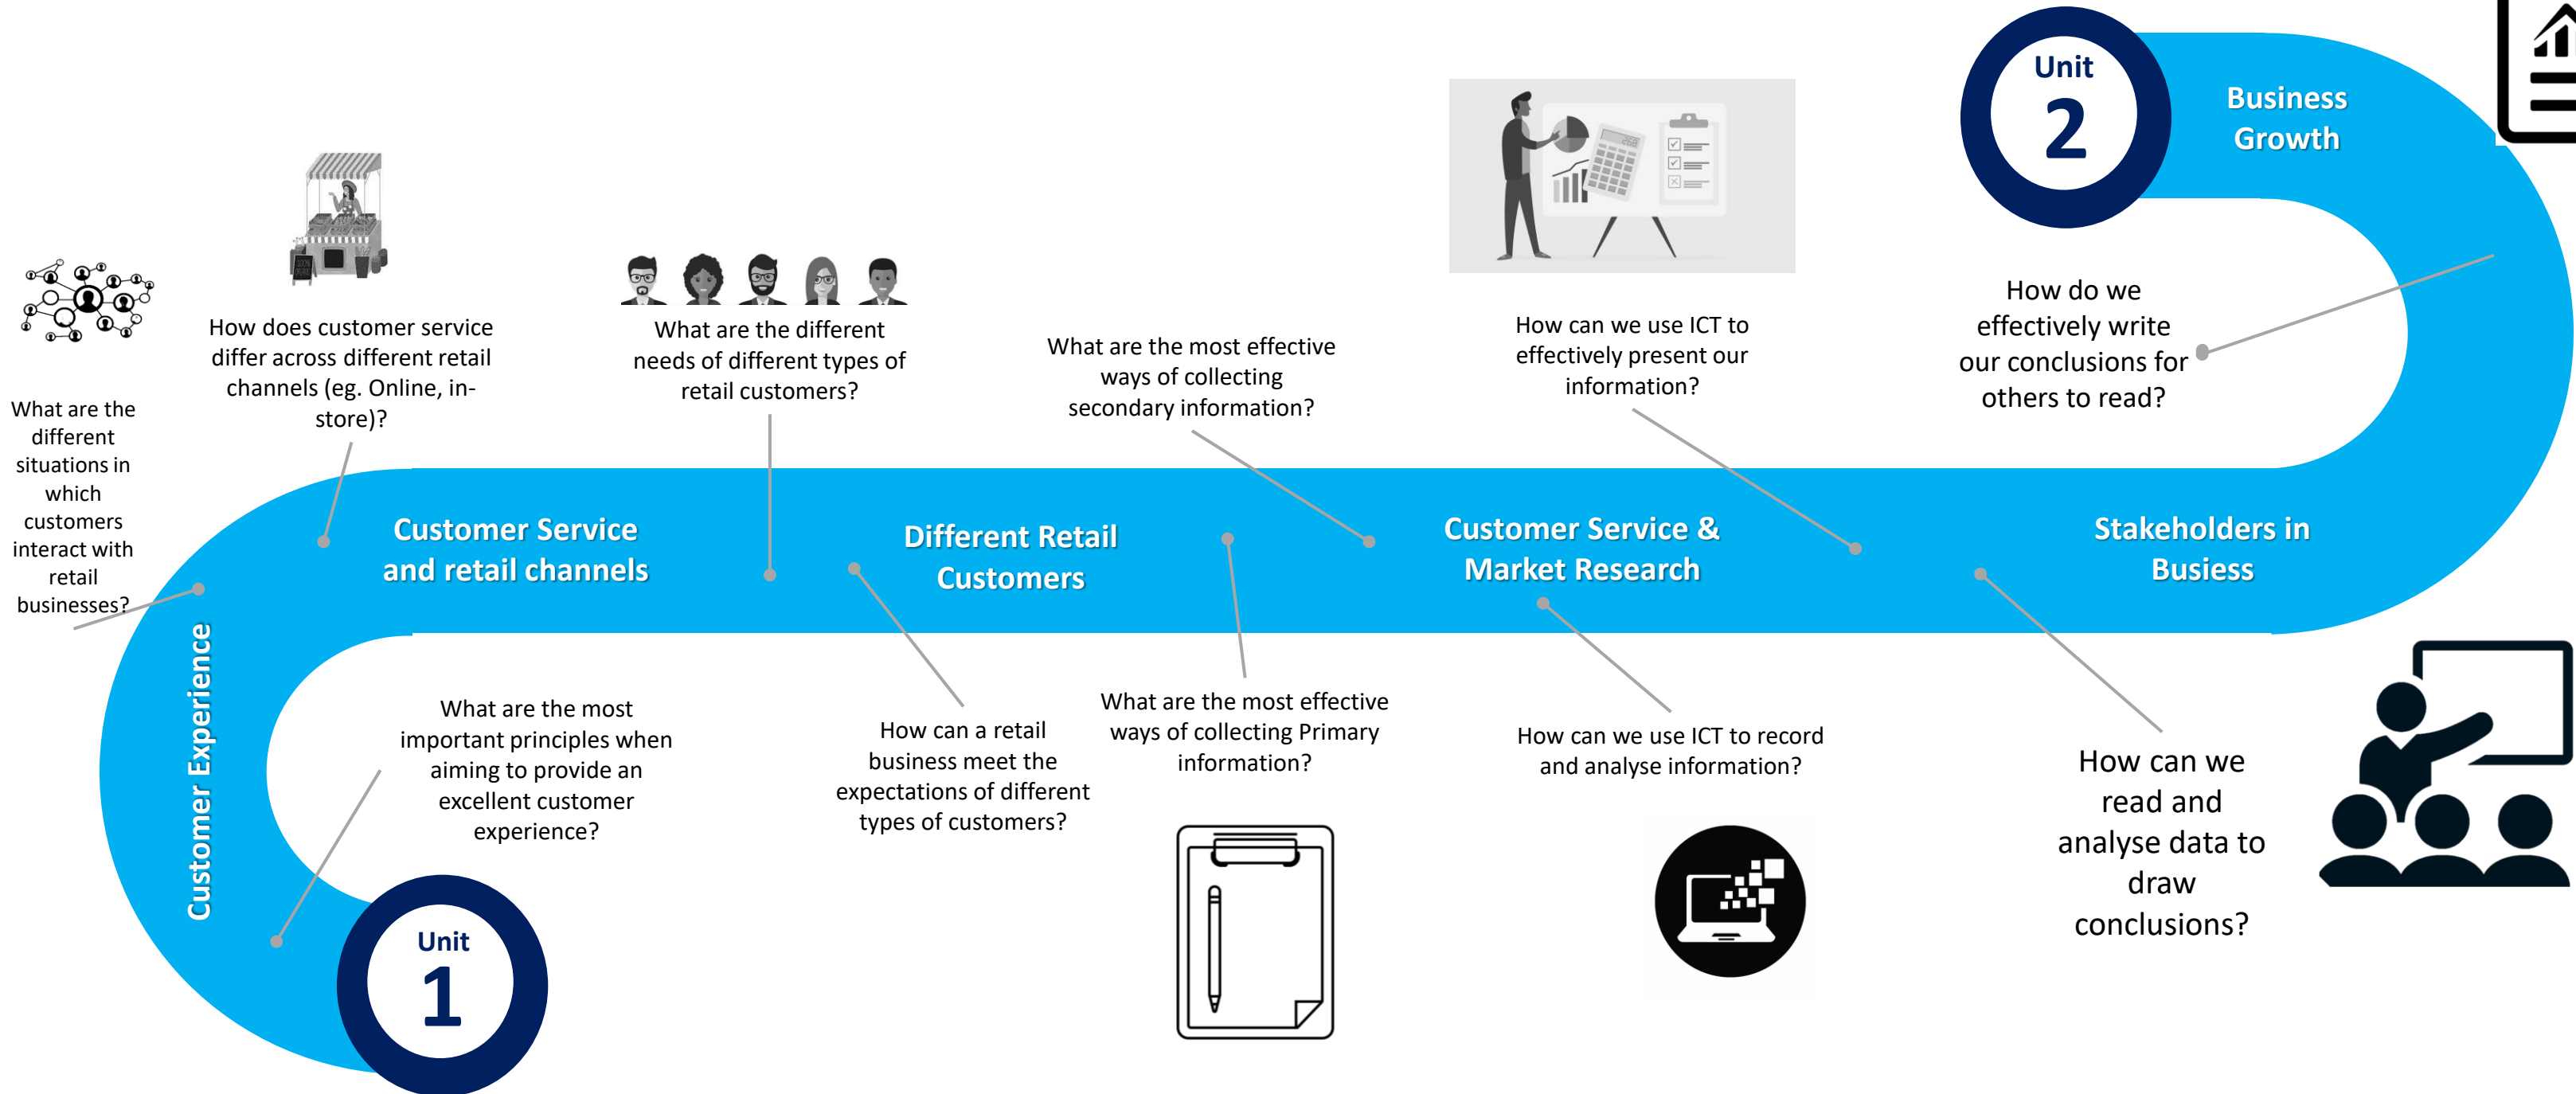 Unit
1
What are the most
important principles when
aiming to provide an
excellent customer
experience?
Customer Experience
What are the
different
situations in
which
customers
interact with
retail
businesses?
How does customer service
differ across different retail
channels (eg. Online, in-
store)?
Customer Service
and retail channels
What are the different
needs of different types of
retail customers?
How can a retail
business meet the
expectations of different
types of customers?
Different Retail
Customers
What are the most effective
ways of collecting Primary
information?
What are the most effective
ways of collecting
secondary information?
Customer Service &
Market Research
How can we use ICT to record
and analyse information?
How can we use ICT to
effectively present our
information?
How can we
read and
analyse data to
draw
conclusions?
Stakeholders in
Busiess
How do we
effectively write
our conclusions for
others to read?
Business
Growth
Unit
2